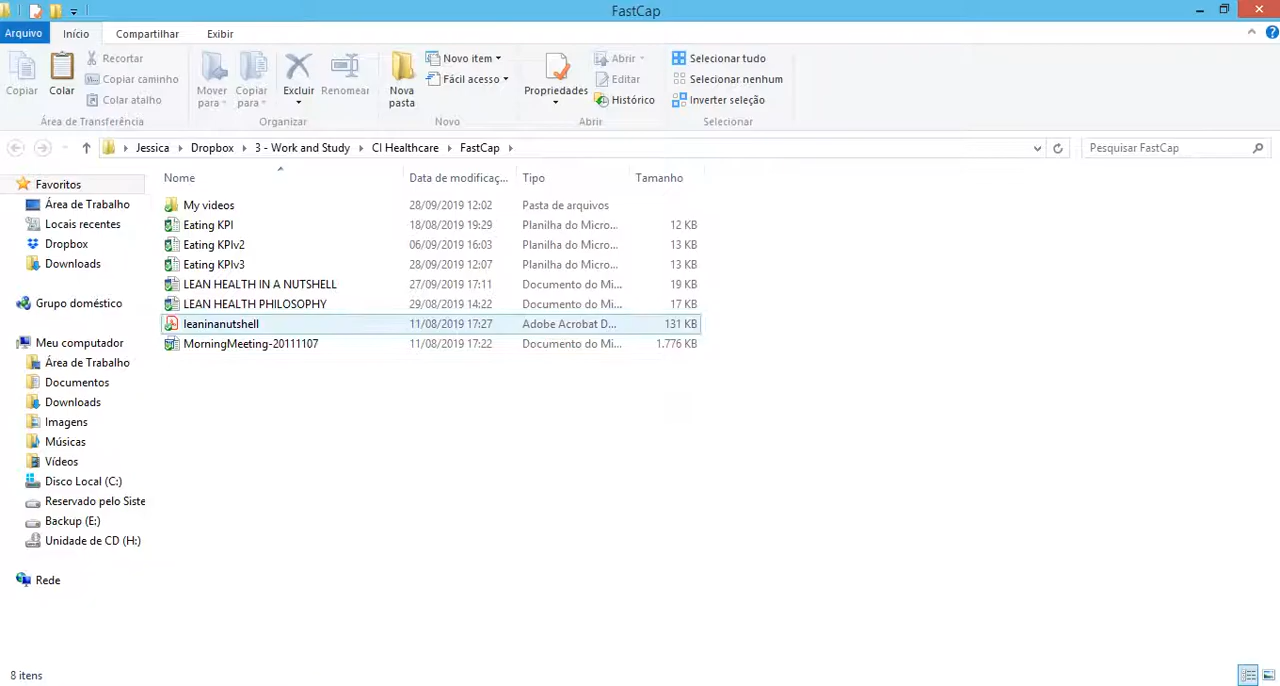 FastCap
Arquivo Início Compartilhar Exibir
Copiar
Colar
Recortar
Copiar caminho
Colar atalho
Área de Transferência
Mover para
Copiar para
Excluir
Renomear
Organizar
Nova pasta
Novo item
Fácil acesso
Novo
Propriedades
Abrir
Editar
Histórico
Abrir
Selecionar tudo
Selecionar nenhum
Inverter seleção
Selecionar
Jessica Dropbox 3 - Work and Study CI Healthcare FastCap
Pesquisar FastCap
Favoritos
Área de Trabalho
Locais recentes
Dropbox
Downloads
Grupo doméstico
Meu computador
Área de Trabalho
Documentos
Downloads
Imagens
Músicas
Vídeos
Disco Local (C:)
Reservado pelo Siste
Backup (E:)
Unidade de CD (H:)
Rede
Nome Data de modificaç... Tipo Tamanho
My videos 28/09/2019 12:02 Pasta de arquivos
Eating KPI 18/08/2019 19:29 Planilha do Micro... 12 KB
Eating KPIv2 06/09/2019 16:03 Planilha do Micro... 13 KB
Eating KPIv3 28/09/2019 12:07 Planilha do Micro... 13 KB
LEAN HEALTH IN A NUTSHELL 27/09/2019 17:11 Documento do Mi... 19 KB
LEAN HEALTH PHILOSOPHY 29/08/2019 14:22 Documento do Mi... 17 KB
leaninanutshell 11/08/2019 17:27 Adobe Acrobat D... 131 KB
MorningMeeting-20111107 11/08/2019 17:22 Documento do Mi... 1.776 KB
8 itens